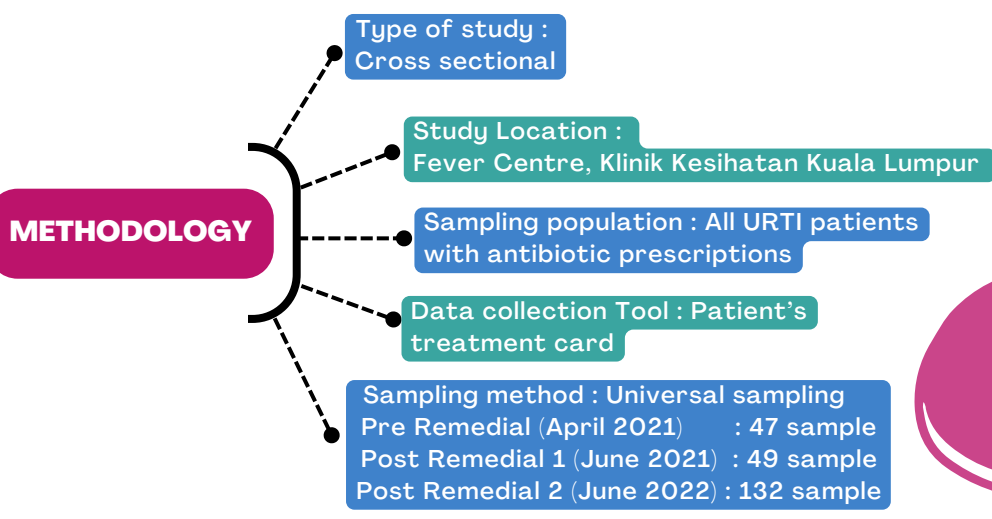 METHODOLOGY
Type of study :
Cross sectional
Study Location :
Fever Centre, Klinik Kesihatan Kuala Lumpur
Sampling population : All URTI patients
with antibiotic prescriptions
Data collection Tool : Patient's
treatment card
Sampling method : Universal sampling
Pre Remedial (April 2021) : 47 sample
Post Remedial 1 (June 2021) : 49 sample
Post Remedial 2 (June 2022) : 132 sample